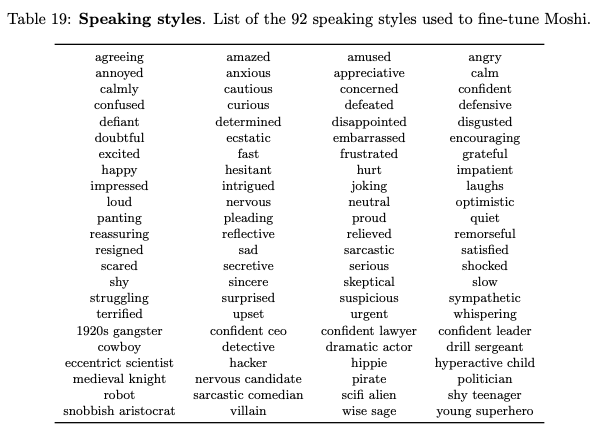 Table 19: Speaking styles. List of the 92 speaking styles used to fine-tune Moshi.
agreeing amazed amused angry
annoyed anxious appreciative calm
calmly cautious concerned confident
confused curious defeated defensive
defiant determined disappointed disgusted
doubtful ecstatic embarrassed encouraging
excited fast frustrated grateful
happy hesitant hurt impatient
impressed intrigued joking laughs
loud nervous neutral optimistic
panting pleading proud quiet
reassuring reflective relieved remorseful
resigned sad sarcastic satisfied
scared secretive serious shocked
shy sincere skeptical slow
struggling surprised suspicious sympathetic
terrified upset urgent whispering
1920s gangster confident ceo confident lawyer confident leader
cowboy detective dramatic actor drill sergeant
eccentrict scientist hacker hippie hyperactive child
medieval knight nervous candidate pirate politician
robot sarcastic comedian scifi alien shy teenager
snobbish aristocrat villain wise sage young superhero